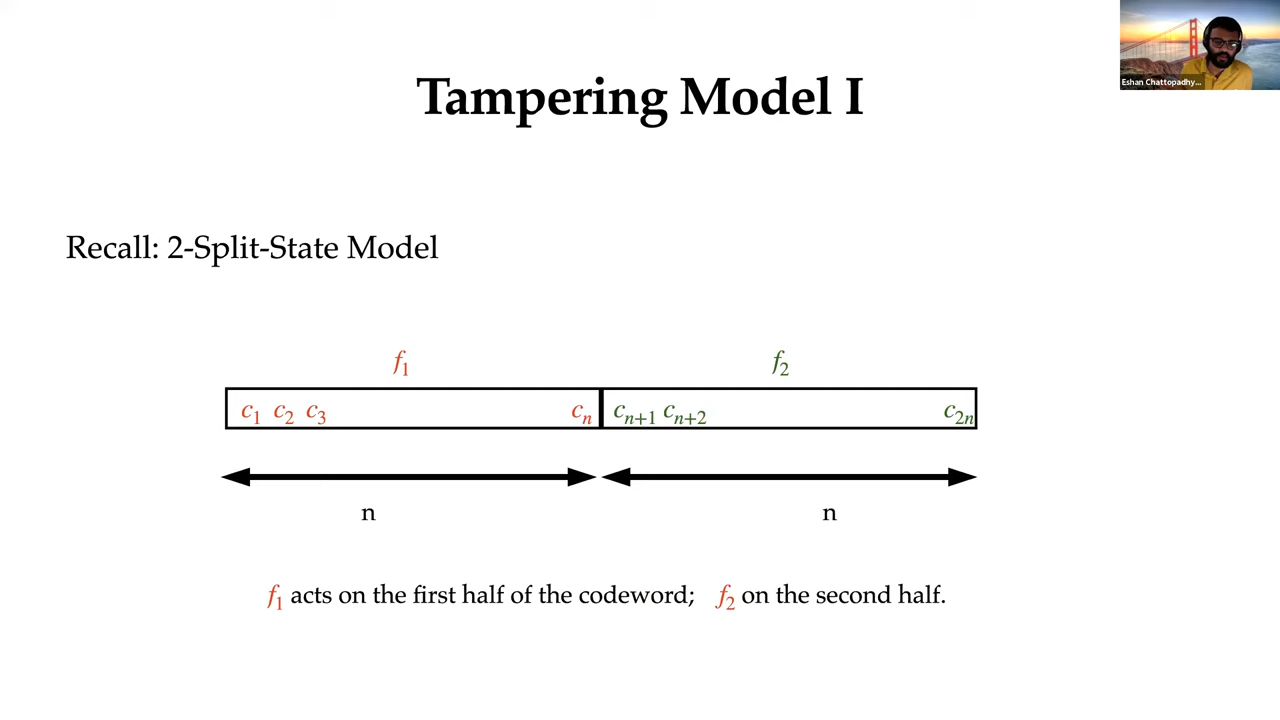 Eshan Chattopadhy...
Tampering Model I
Recall: 2-Split-State Model
f₁ f₂
c₁ c₂ c₃ cₙ cₙ₊₁ cₙ₊₂ c₂ₙ
n n
f₁ acts on the first half of the codeword; f₂ on the second half.